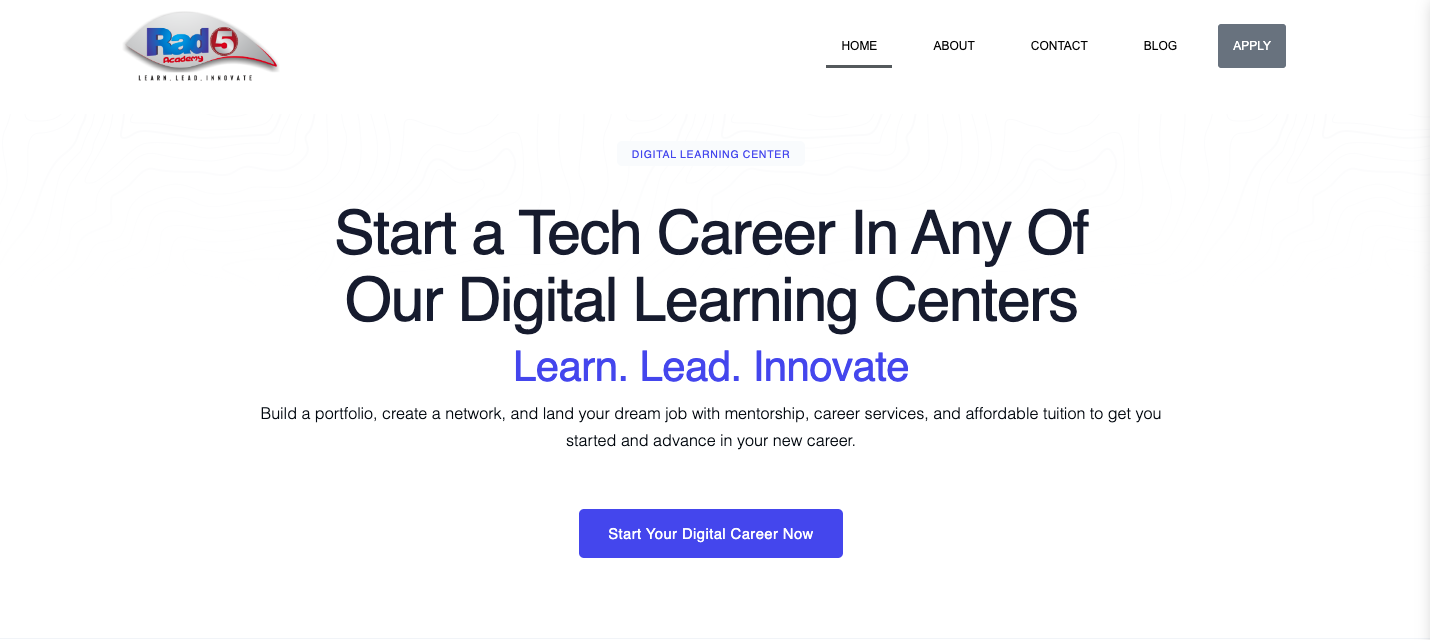 Rad5
Academy
LEARN. LEAD. INNOVATE
HOME
ABOUT
CONTACT
BLOG
APPLY
DIGITAL LEARNING CENTER
Start a Tech Career In Any Of
Our Digital Learning Centers
Learn. Lead. Innovate
Build a portfolio, create a network, and land your dream job with mentorship, career services, and affordable tuition to get you
started and advance in your new career.
Start Your Digital Career Now